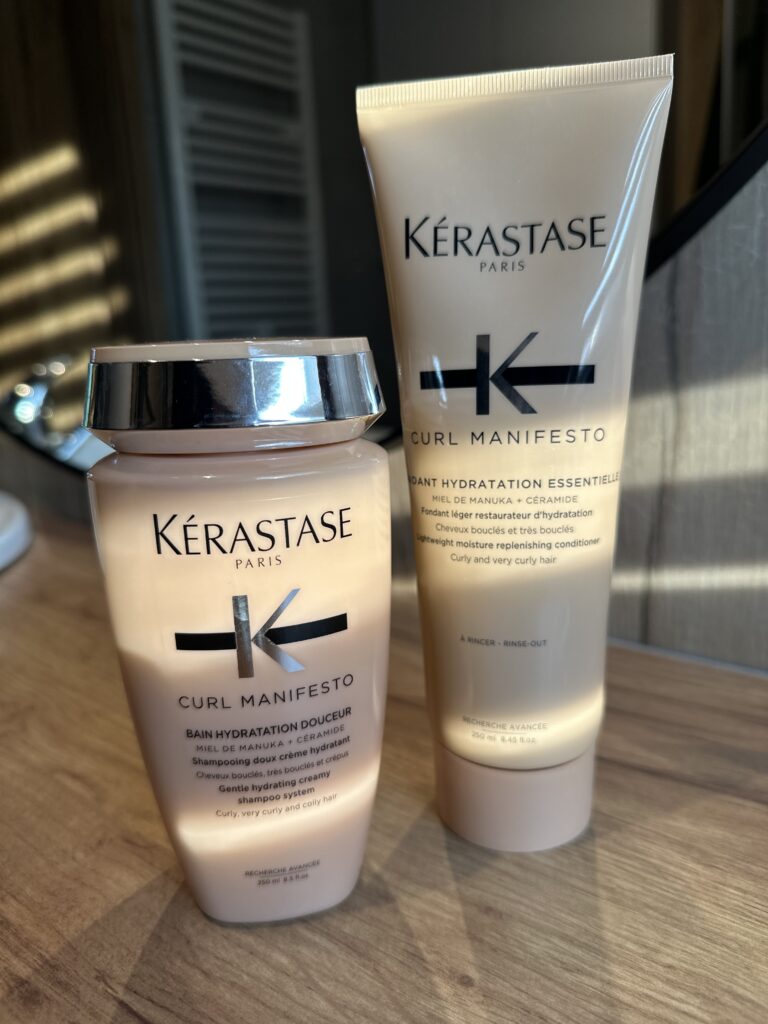 KÉRASTASE
PARIS
K
CURL MANIFESTO
BAIN HYDRATATION DOUCEUR
MIEL DE MANUKA + CÉRAMIDE
Shampooing doux crème hydratant
Cheveux bouclés, très bouclés et crépus
Gentle hydrating creamy
shampoo system
Curly, very curly and coily hair
RECHERCHE AVANCÉE
250 ml 8.5 fl.oz.
KÉRASTASE
PARIS
K
CURL MANIFESTO
DANT HYDRATATION ESSENTIELLE
MIEL DE MANUKA + CÉRAMIDE
Fondant léger restaurateur d'hydratation
Cheveux bouclés et très bouclés
Lightweight moisture replenishing conditioner
Curly and very curly hair
À RINCER - RINSE-OUT
RECHERCHE AVANCÉE
250 ml 8.45 fl.oz.